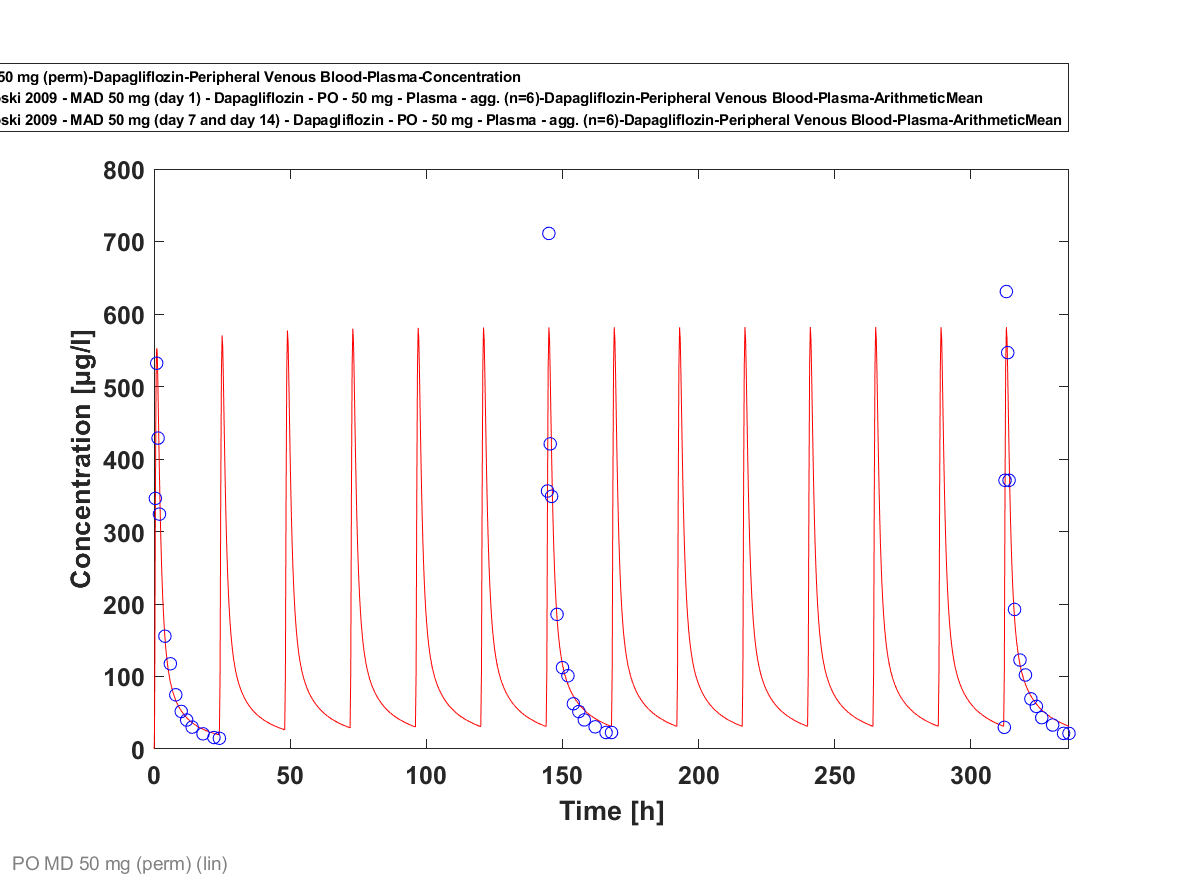 50 mg (perm)-Dapagliflozin-Peripheral Venous Blood-Plasma-Concentration
ski 2009 - MAD 50 mg (day 1) - Dapagliflozin - PO - 50 mg - Plasma - agg. (n=6)-Dapagliflozin-Peripheral Venous Blood-Plasma-ArithmeticMean
ski 2009 - MAD 50 mg (day 7 and day 14) - Dapagliflozin - PO - 50 mg - Plasma - agg. (n=6)-Dapagliflozin-Peripheral Venous Blood-Plasma-ArithmeticMean
800
700
600
500
400
300
200
100
0
Concentration [µg/l]
0 50 100 150 200 250 300
Time [h]
PO MD 50 mg (perm) (lin)